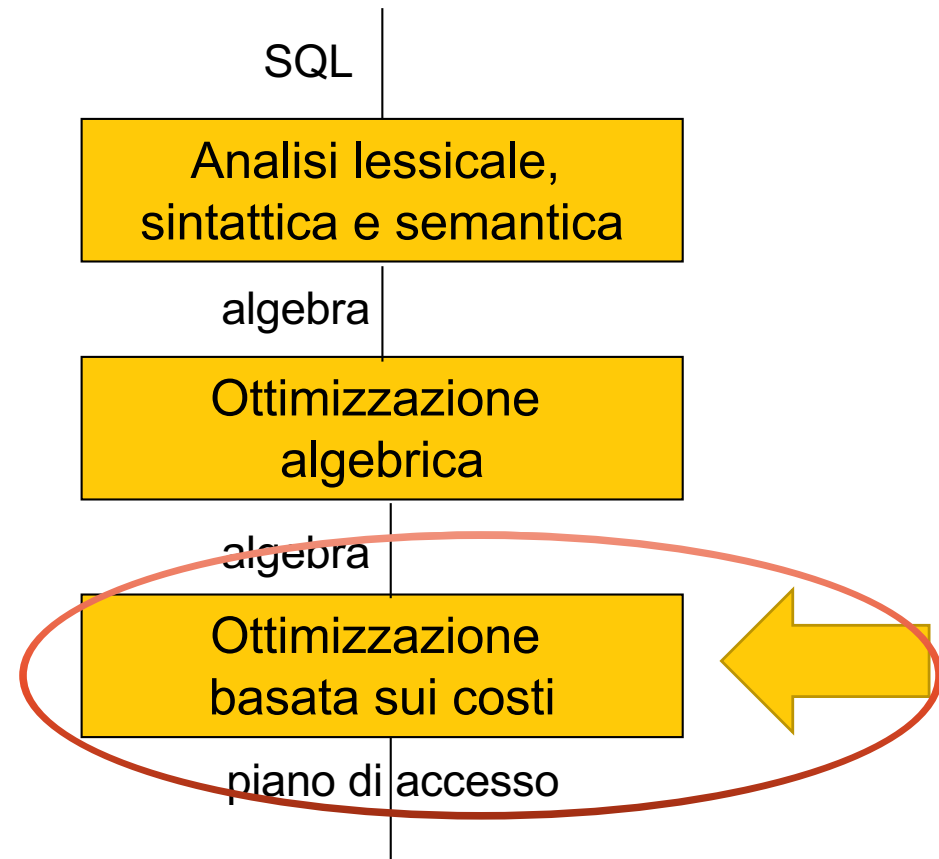 SQL
Analisi lessicale,
sintattica e semantica
algebra
Ottimizzazione
algebrica
algebra
Ottimizzazione
basata sui costi
piano di accesso